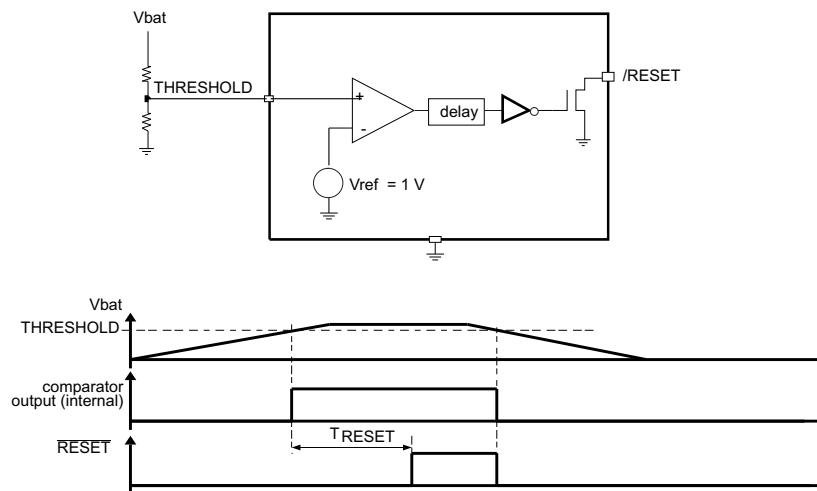 Vbat
THRESHOLD
/RESET
+
-
delay
Vref = 1 V
Vbat
THRESHOLD
comparator
output (internal)
TRESET
RESET